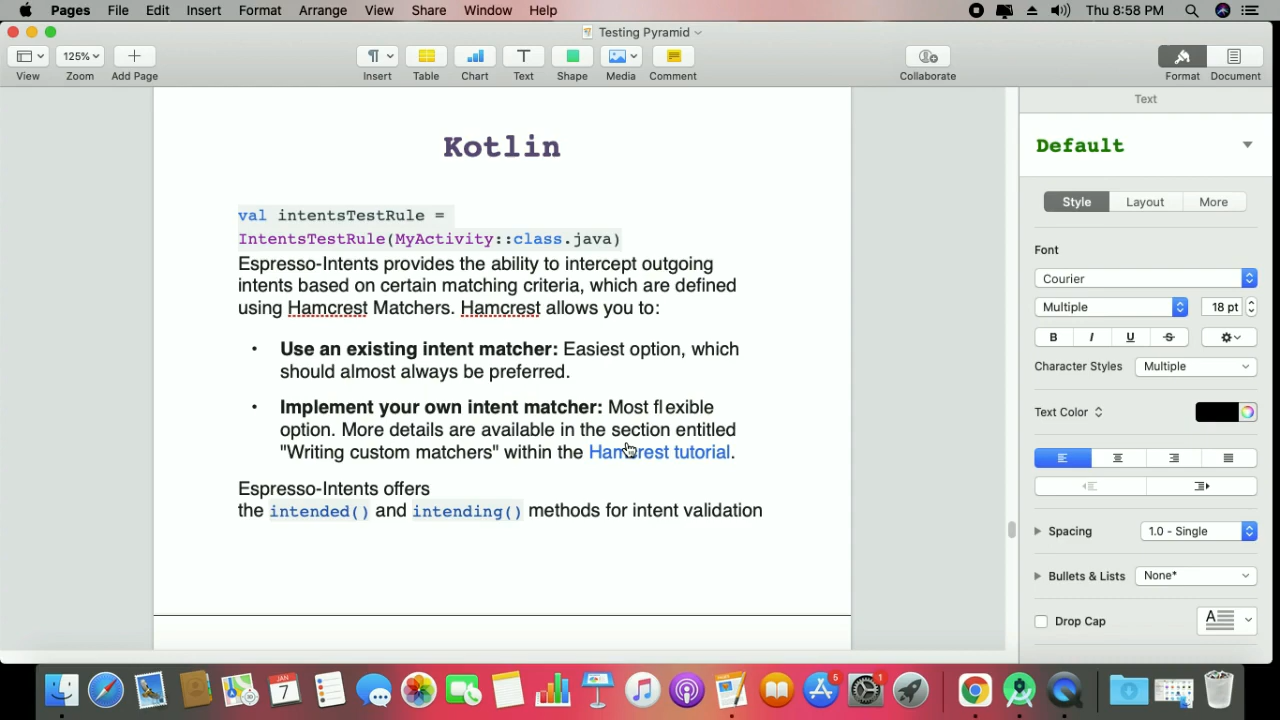 Pages File Edit Insert Format Arrange View Share Window Help Thu 8:58 PM
Testing Pyramid
125%
View Zoom Add Page Insert Table Chart Text Shape Media Comment Collaborate Format Document
Text
Kotlin
Default
Style Layout More
val intentsTestRule =
IntentsTestRule(MyActivity::class.java)
Espresso-Intents provides the ability to intercept outgoing
intents based on certain matching criteria, which are defined
using Hamcrest Matchers. Hamcrest allows you to:
• Use an existing intent matcher: Easiest option, which
should almost always be preferred.
• Implement your own intent matcher: Most flexible
option. More details are available in the section entitled
"Writing custom matchers" within the Hamcrest tutorial.
Espresso-Intents offers
the intended() and intending() methods for intent validation
Font
Courier
Multiple 18 pt
B I U S
Character Styles Multiple
Text Color
Spacing 1.0 - Single
Bullets & Lists None*
Drop Cap A
7 5 1